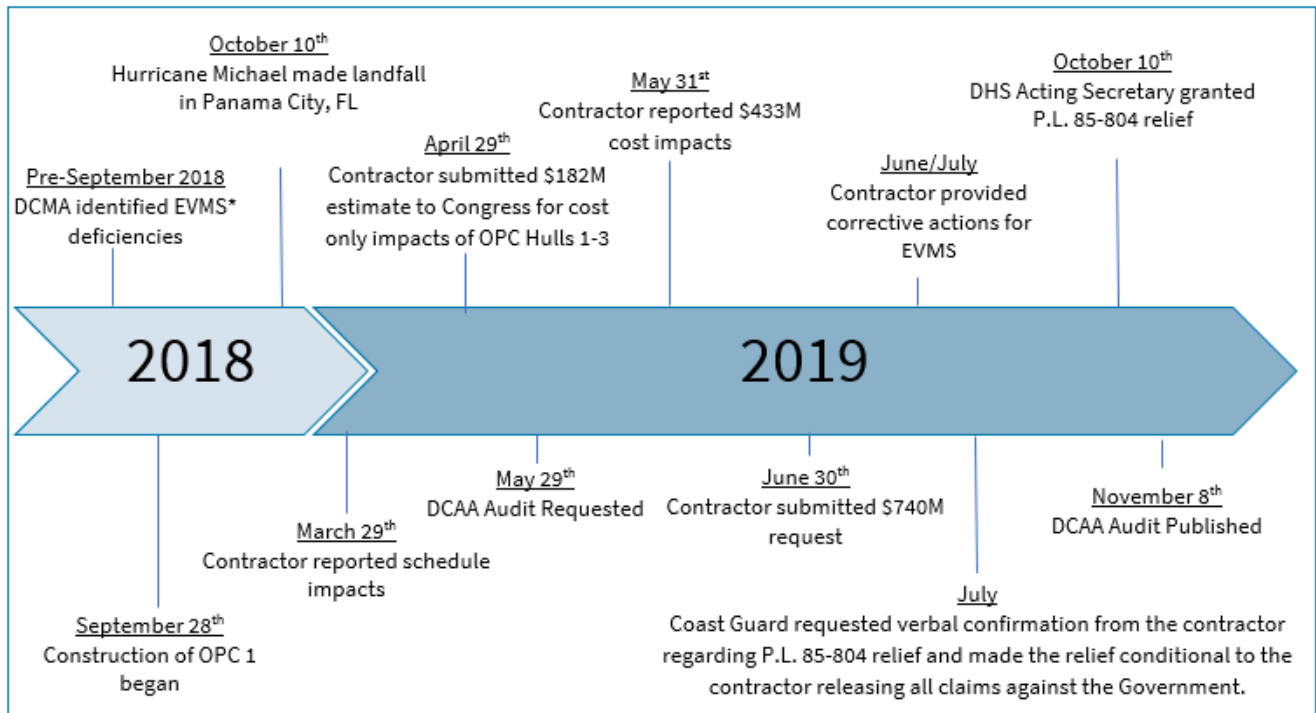 October 10th
Hurricane Michael made landfall
in Panama City, FL
May 31st
Contractor reported $433M
cost impacts
October 10th
DHS Acting Secretary granted
P.L. 85-804 relief
April 29th
Contractor submitted $182M
estimate to Congress for cost
only impacts of OPC Hulls 1-3
June/July
Contractor provided
corrective actions for
EVMS
Pre-September 2018
DCMA identified EVMS*
deficiencies
2018
2019
May 29th
DCAA Audit Requested
June 30th
Contractor submitted $740M
request
November 8th
DCAA Audit Published
March 29th
Contractor reported schedule
impacts
July
Coast Guard requested verbal confirmation from the contractor
regarding P.L. 85-804 relief and made the relief conditional to the
contractor releasing all claims against the Government.
September 28th
Construction of OPC 1
began